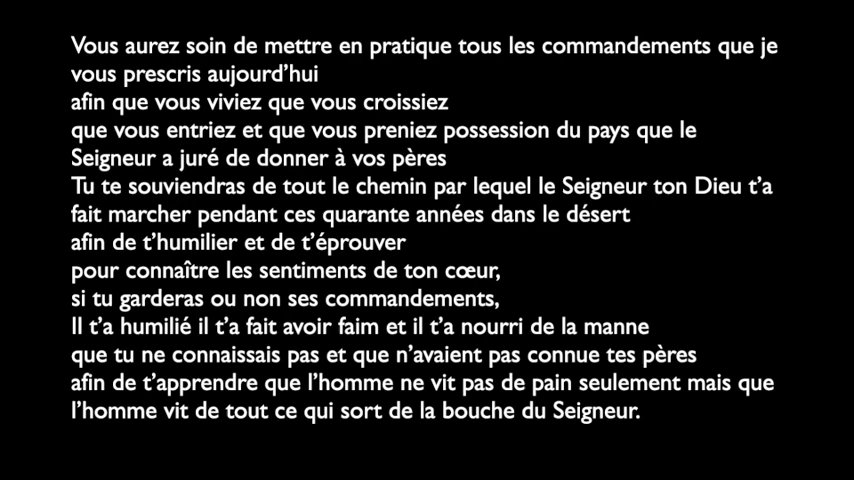 Vous aurez soin de mettre en pratique tous les commandements que je
vous prescris aujourd’hui
afin que vous viviez que vous croissiez
que vous entriez et que vous preniez possession du pays que le
Seigneur a juré de donner à vos pères
Tu te souviendras de tout le chemin par lequel le Seigneur ton Dieu t’a
fait marcher pendant ces quarante années dans le désert
afin de t’humilier et de t’éprouver
pour connaître les sentiments de ton cœur,
si tu garderas ou non ses commandements,
Il t’a humilié il t’a fait avoir faim et il t’a nourri de la manne
que tu ne connaissais pas et que n’avaient pas connue tes pères
afin de t’apprendre que l’homme ne vit pas de pain seulement mais que
l’homme vit de tout ce qui sort de la bouche du Seigneur.